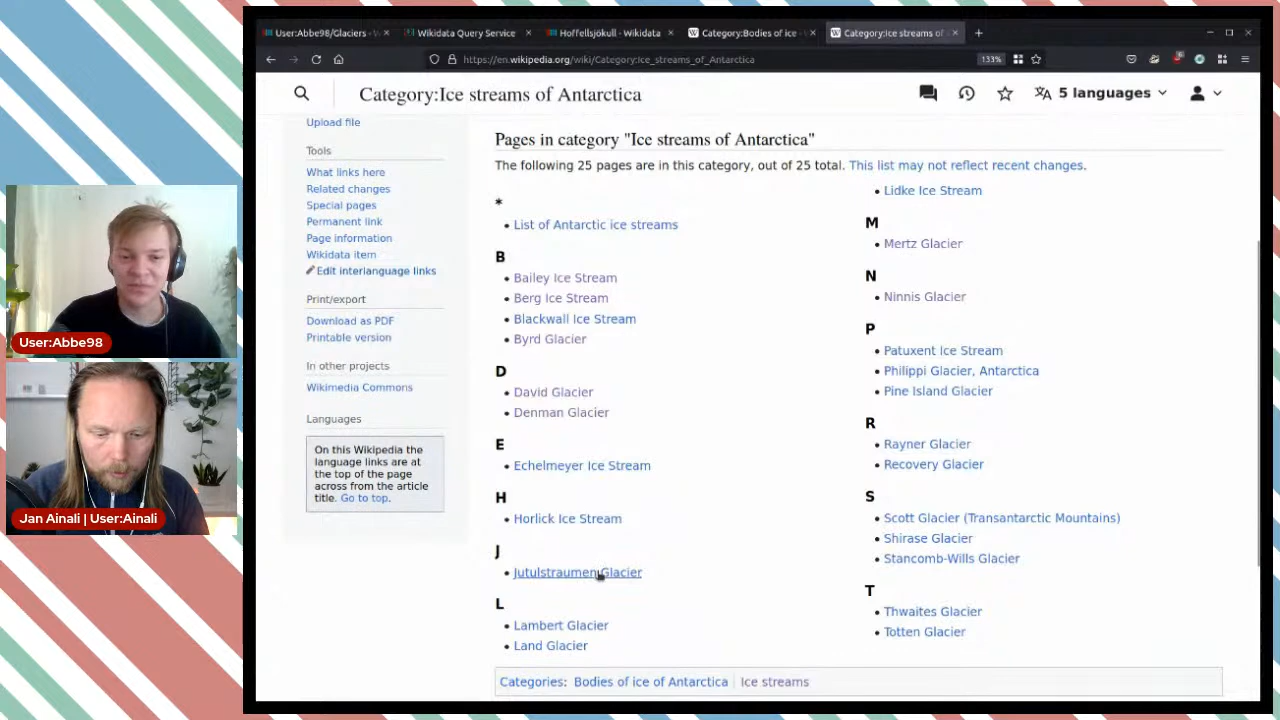 User:Abbe98/Glaciers - W
Wikidata Query Service
Hoffellsjökull - Wikidata
Category:Bodies of ice - W
Category:Ice streams of
https://en.wikipedia.org/wiki/Category:Ice_streams_of_Antarctica
133%
Category:Ice streams of Antarctica
5 languages
Upload file
Tools
What links here
Related changes
Special pages
Permanent link
Page information
Wikidata item
Edit interlanguage links
Print/export
Download as PDF
Printable version
In other projects
Wikimedia Commons
Languages
On this Wikipedia the
language links are at
the top of the page
across from the article
title. Go to top.
Pages in category "Ice streams of Antarctica"
The following 25 pages are in this category, out of 25 total. This list may not reflect recent changes.
*
List of Antarctic ice streams
B
Bailey Ice Stream
Berg Ice Stream
Blackwall Ice Stream
Byrd Glacier
D
David Glacier
Denman Glacier
E
Echelmeyer Ice Stream
H
Horlick Ice Stream
J
Jutulstraumen Glacier
L
Lambert Glacier
Land Glacier
Lidke Ice Stream
M
Mertz Glacier
N
Ninnis Glacier
P
Patuxent Ice Stream
Philippi Glacier, Antarctica
Pine Island Glacier
R
Rayner Glacier
Recovery Glacier
S
Scott Glacier (Transantarctic Mountains)
Shirase Glacier
Stancomb-Wills Glacier
T
Thwaites Glacier
Totten Glacier
Categories: Bodies of ice of Antarctica | Ice streams
User:Abbe98
Jan Ainali | User:Ainali